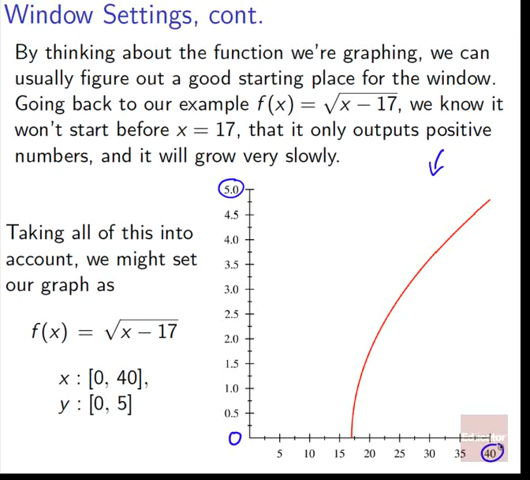 Window Settings, cont.
By thinking about the function we're graphing, we can
usually figure out a good starting place for the window.
Going back to our example f(x) = √x − 17, we know it
won't start before x = 17, that it only outputs positive
numbers, and it will grow very slowly.
Taking all of this into
account, we might set
our graph as
f(x) = √x − 17
x : [0, 40],
y : [0, 5]
5.0
4.5
4.0
3.5
3.0
2.5
2.0
1.5
1.0
0.5
0
5 10 15 20 25 30 35 40